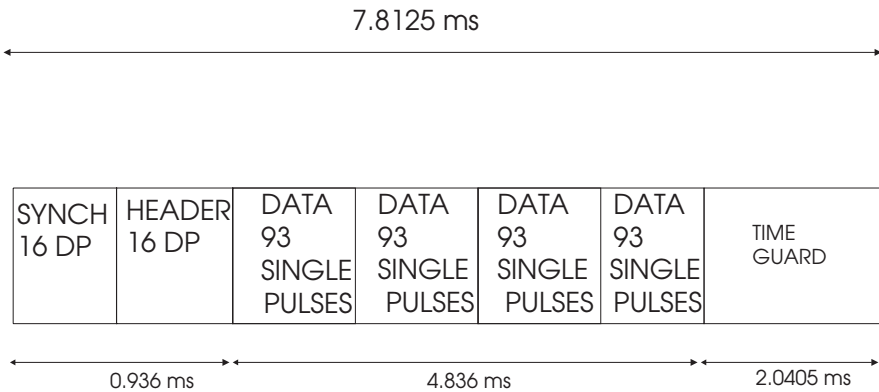 7.8125 ms
SYNCH
16 DP
HEADER
16 DP
DATA
93
SINGLE
PULSES
DATA
93
SINGLE
PULSES
DATA
93
SINGLE
PULSES
DATA
93
SINGLE
PULSES
TIME
GUARD
0.936 ms
4.836 ms
2.0405 ms